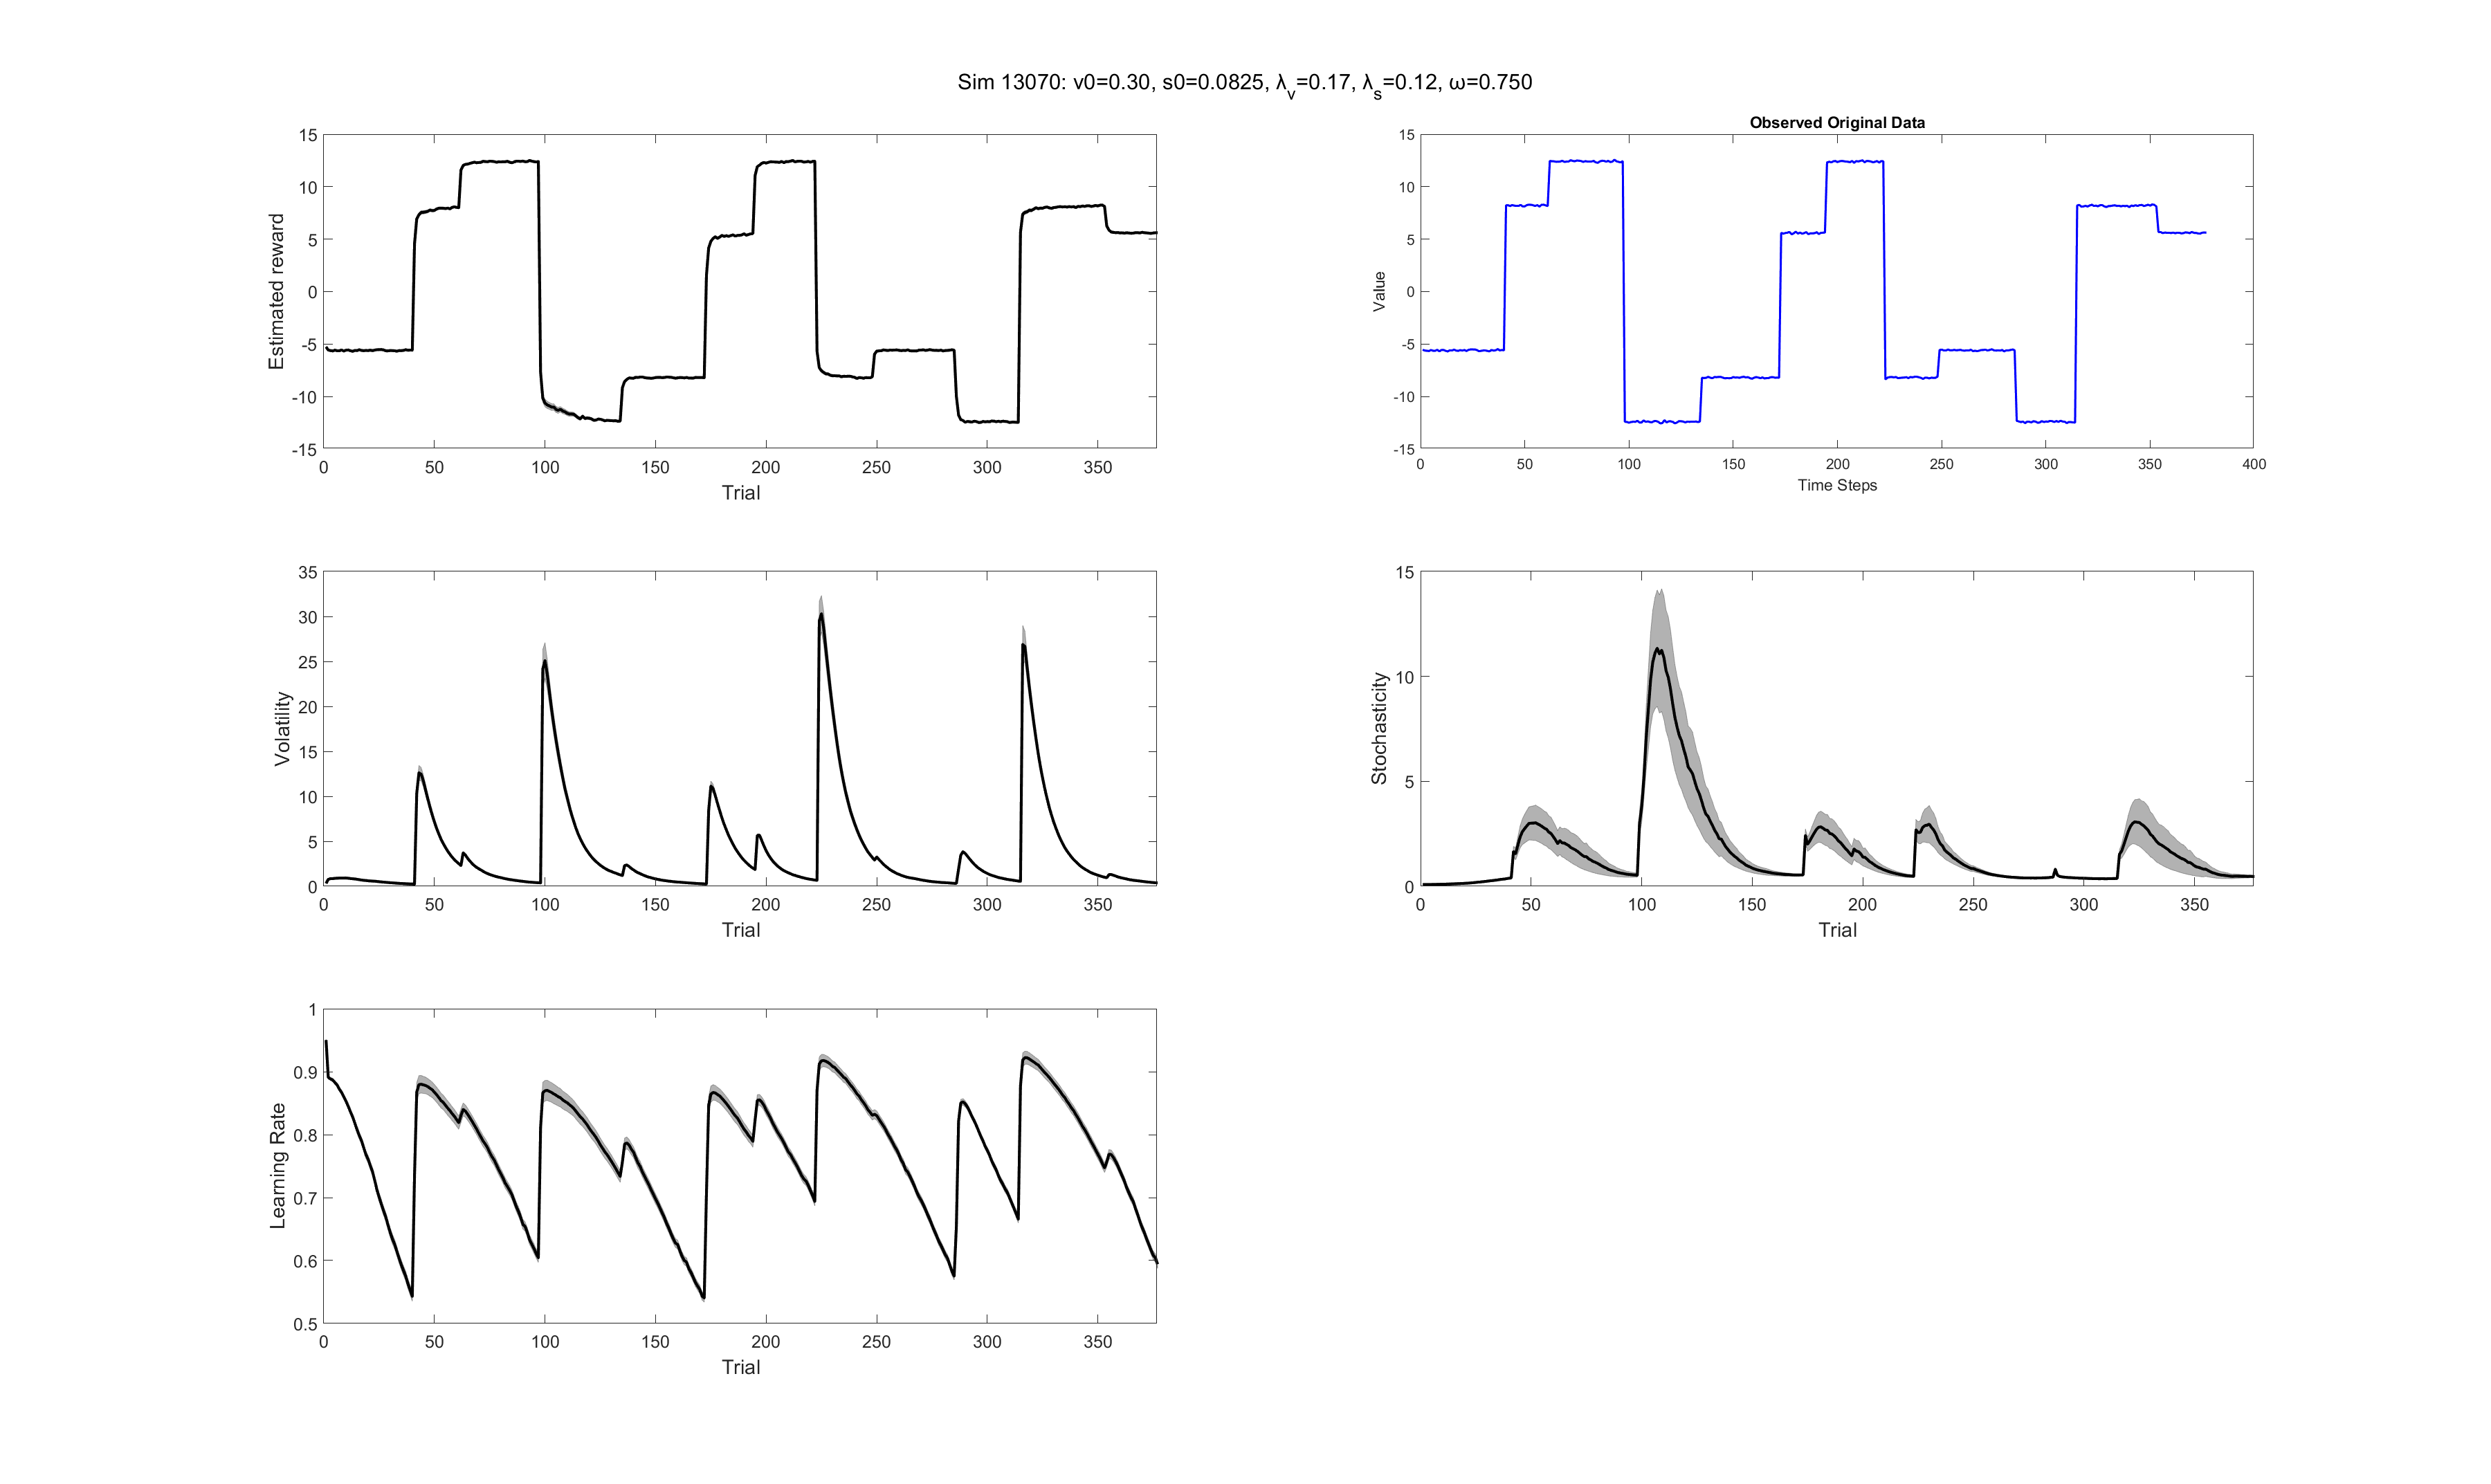 Sim 13070: v0=0.30, s0=0.0825, λv=0.17, λs=0.12, ω=0.750
15
10
5
0
-5
-10
-15
0 50 100 150 200 250 300 350
Trial
Estimated reward
Observed Original Data
15
10
5
0
-5
-10
-15
0 50 100 150 200 250 300 350 400
Time Steps
Value
35
30
25
20
15
10
5
0
0 50 100 150 200 250 300 350
Trial
Volatility
15
10
5
0
0 50 100 150 200 250 300 350
Trial
Stochasticity
1
0.9
0.8
0.7
0.6
0.5
0 50 100 150 200 250 300 350
Trial
Learning Rate